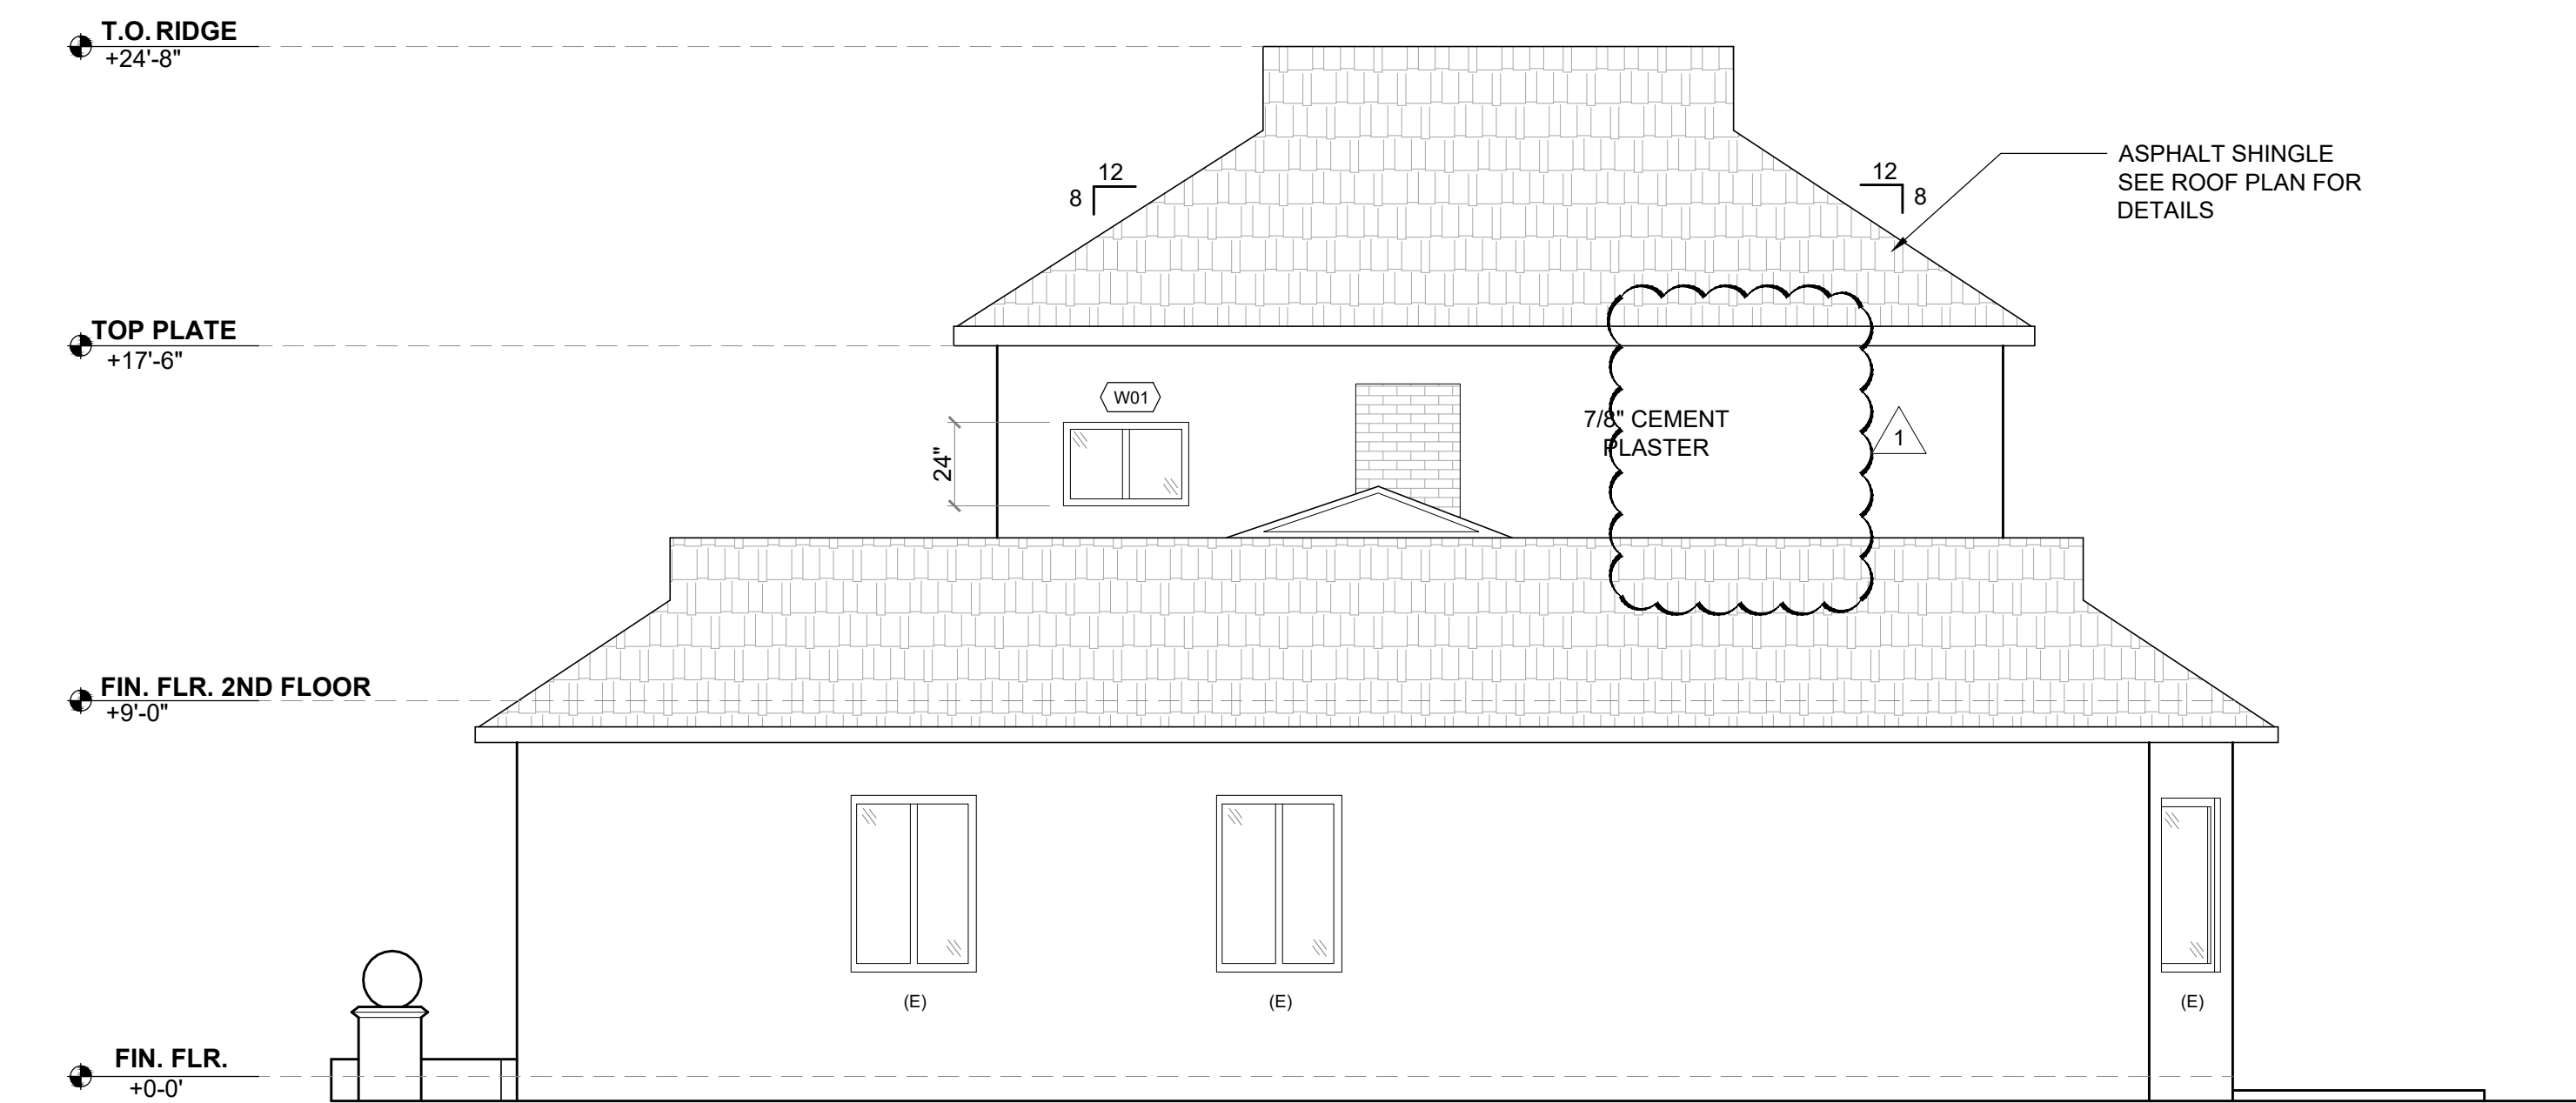 T.O. RIDGE
+24'-8"
12
8
12
8
ASPHALT SHINGLE
SEE ROOF PLAN FOR
DETAILS
TOP PLATE
+17'-6"
W01
24"
7/8" CEMENT
PLASTER
1
FIN. FLR. 2ND FLOOR
+9'-0"
(E)
(E)
(E)
FIN. FLR.
+0-0'